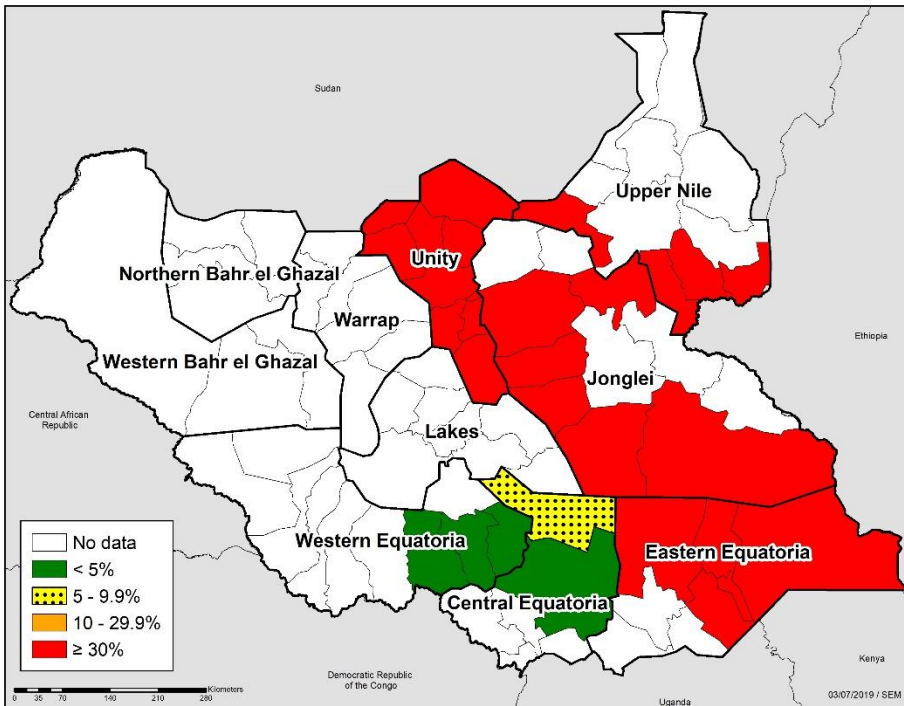 Sudan
Upper Nile
Unity
Northern Bahr el Ghazal
Warrap
Ethiopia
Western Bahr el Ghazal
Jonglei
Central African
Republic
Lakes
No data
< 5%
5 - 9.9%
10 - 29.9%
≥ 30%
Western Equatoria
Eastern Equatoria
Central Equatoria
Kenya
Democratic Republic
of the Congo
Kilometers
0 35 70 140 210 280
03/07/2019 / SEM
Uganda